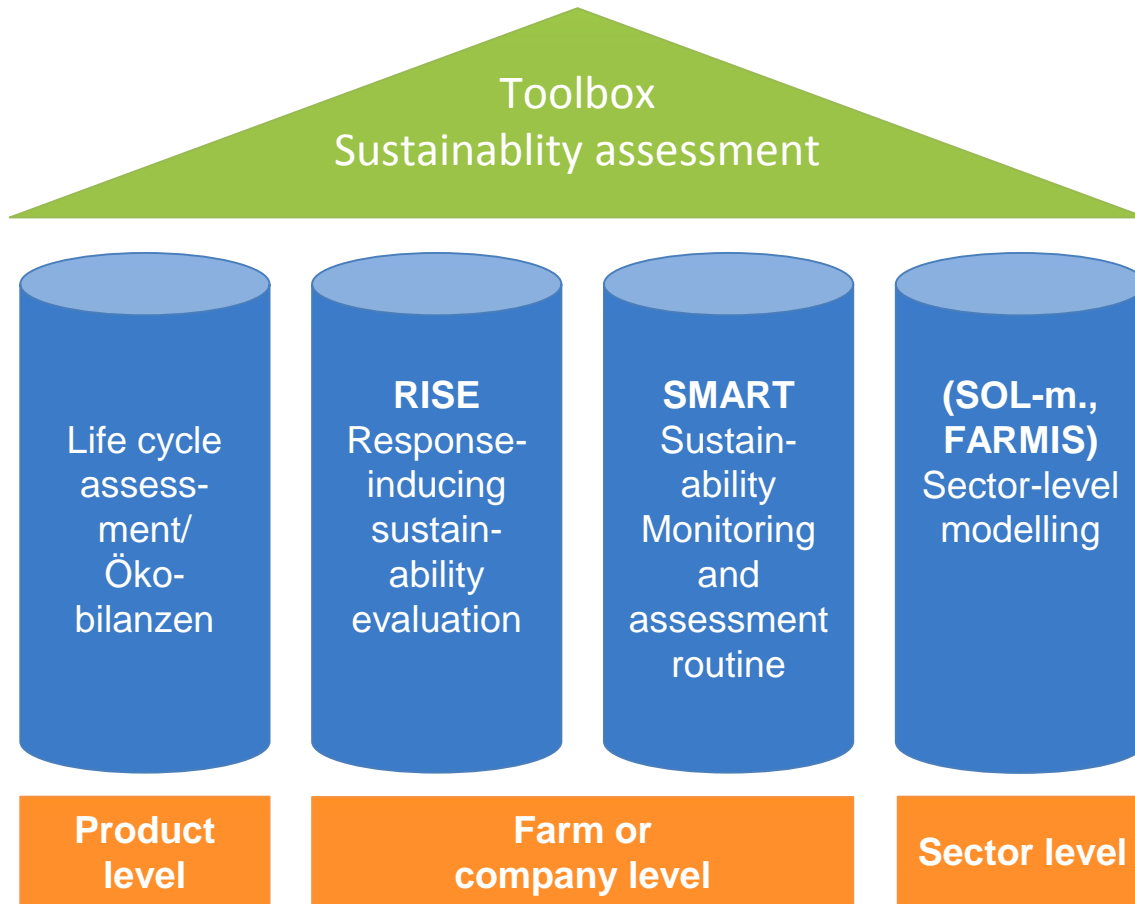 Toolbox
Sustainablity assessment
Life cycle
assess-
ment/
Öko-
bilanzen
RISE
Response-
inducing
sustain-
ability
evaluation
SMART
Sustain-
ability
Monitoring
and
assessment
routine
(SOL-m.,
FARMIS)
Sector-level
modelling
Product
level
Farm or
company level
Sector level